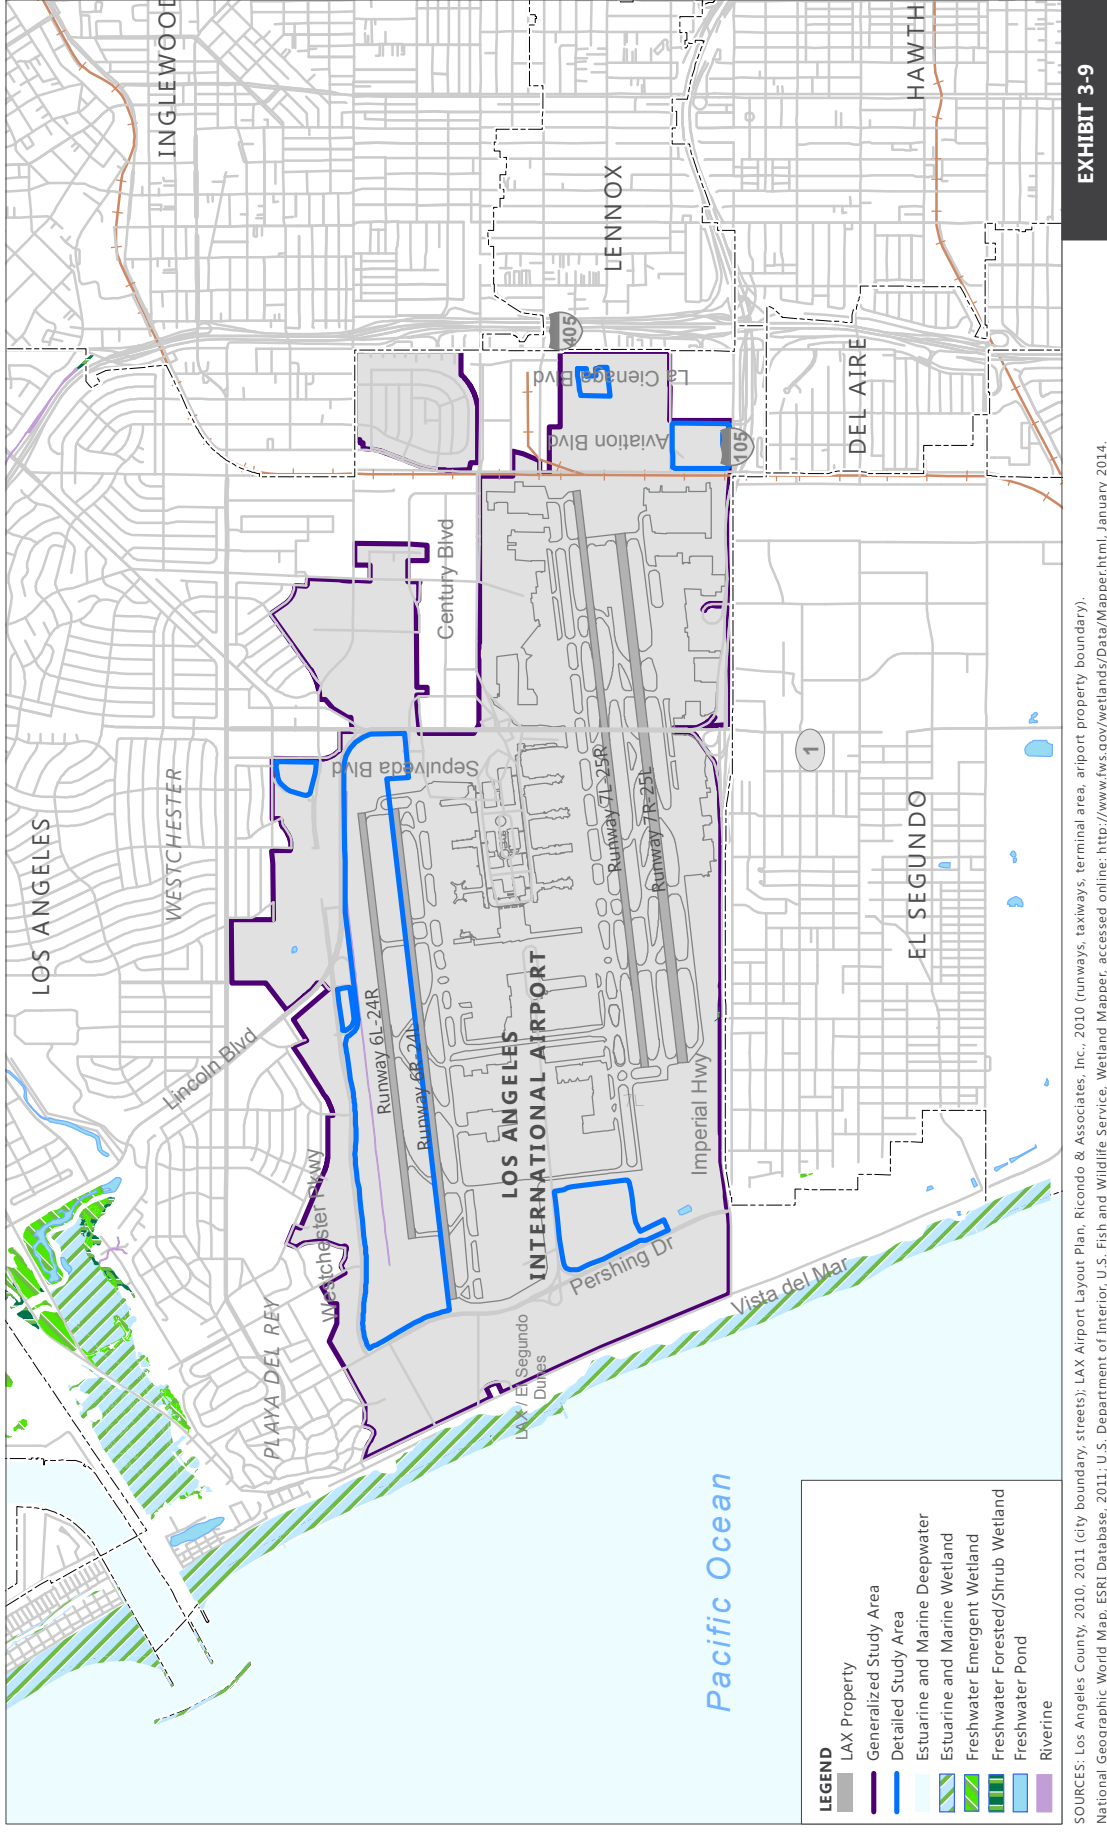 EXHIBIT 3-9
INGLEWOOD
HAWTH
LENNOX
405
La Cienaga Blvd
Aviation Blvd
105
DEL AIRE
Century Blvd
LOS ANGELES
WESTCHESTER
Sepulveda Blvd
1
EL SEGUNDO
Runway 7L-25R
Runway 7R-25L
Lincoln Blvd
Runway 6L-24R
Runway 6R-24L
LOS ANGELES
INTERNATIONAL AIRPORT
Imperial Hwy
Westchester Pkwy
PLAYA DEL REY
Pershing Dr
Vista del Mar
LAX / El Segundo
Dunes
Pacific Ocean
LEGEND
LAX Property
Generalized Study Area
Detailed Study Area
Estuarine and Marine Deepwater
Estuarine and Marine Wetland
Freshwater Emergent Wetland
Freshwater Forested/Shrub Wetland
Freshwater Pond
Riverine
SOURCES: Los Angeles County, 2010, 2011 (city boundary, streets); LAX Airport Layout Plan, Ricondo & Associates, Inc., 2010 (runways, taxiways, terminal area, ariport property boundary).
National Geographic World Map, ESRI Database, 2011; U.S. Department of Interior, U.S. Fish and Wildlife Service, Wetland Mapper, accessed online: http://www.fws.gov/wetlands/Data/Mapper.html, January 2014.